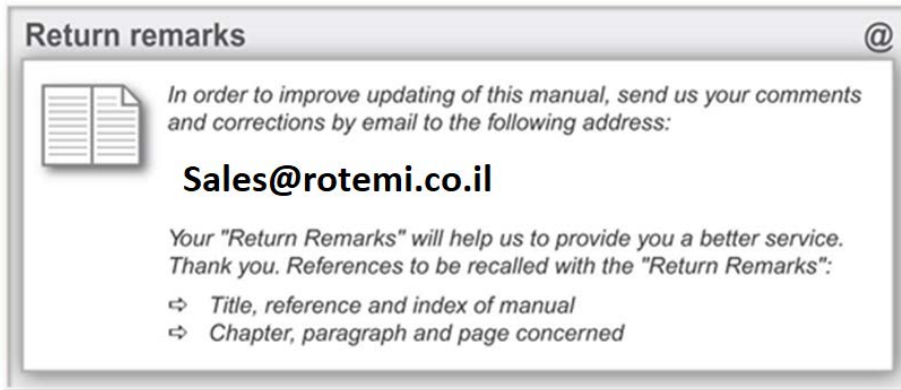 Return remarks @
In order to improve updating of this manual, send us your comments
and corrections by email to the following address:
Sales@rotemi.co.il
Your "Return Remarks" will help us to provide you a better service.
Thank you. References to be recalled with the "Return Remarks":
⇨ Title, reference and index of manual
⇨ Chapter, paragraph and page concerned